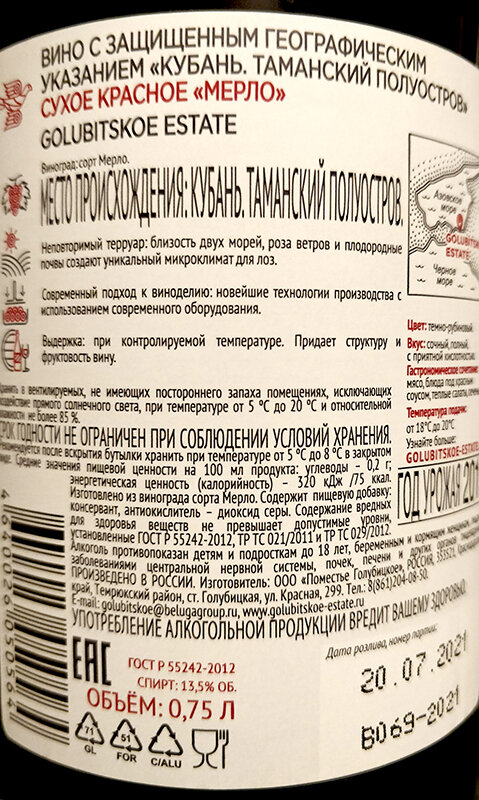 ВИНО С ЗАЩИЩЕННЫМ ГЕОГРАФИЧЕСКИМ
УКАЗАНИЕМ «КУБАНЬ. ТАМАНСКИЙ ПОЛУОСТРОВ»
СУХОЕ КРАСНОЕ «МЕРЛО»
GOLUBITSKOE ESTATE
Виноград: сорт Мерло.
МЕСТО ПРОИСХОЖДЕНИЯ: КУБАНЬ. ТАМАНСКИЙ ПОЛУОСТРОВ.
Неповторимый терруар: близость двух морей, роза ветров и плодородные
почвы создают уникальный микроклимат для лоз.
Современный подход к виноделию: новейшие технологии производства с
использованием современного оборудования.
Выдержка: при контролируемой температуре. Придает структуру и
фруктовость вину.
Азовское
море
GOLUBITSKOE
ESTATE
Черное
море
Цвет: темно-рубиновый.
Вкус: сочный, полный,
с приятной кислотностью.
Гастрономическое сочетание:
мясо, блюда под красным
соусом, теплые салаты,
Температура подачи:
от 18°С до 20°С
Узнайте больше:
GOLUBITSKOE-ESTATE
ГОД УРОЖАЯ
в вентилируемых, не имеющих постороннего запаха помещениях, исключающих
прямого солнечного света, при температуре от 5 °С до 20 °С и относительной
не более 85 %.
СРОК ГОДНОСТИ НЕ ОГРАНИЧЕН ПРИ СОБЛЮДЕНИИ УСЛОВИЙ ХРАНЕНИЯ.
после вскрытия бутылки хранить при температуре от 5 °С до 8 °С в закрытом
Средние значения пищевой ценности на 100 мл продукта: углеводы – 0,2 г;
энергетическая ценность (калорийность) – 320 кДж /75 ккал.
Изготовлено из винограда сорта Мерло. Содержит пищевую добавку:
консервант, антиокислитель – диоксид серы. Содержание вредных
для здоровья веществ не превышает допустимые уровни,
установленные ГОСТ Р 55242-2012, ТР ТС 021/2011 и ТР ТС 029/2012.
Алкоголь противопоказан детям и подросткам до 18 лет, беременным и кормящим женщинам,
заболеваниями центральной нервной системы, почек, печени и других органов
ПРОИЗВЕДЕНО В РОССИИ. Изготовитель: ООО «Поместье Голубицкое», РОССИЯ, 353521,
край, Темрюкский район, ст. Голубицкая, ул. Красная, 299. Тел.: 8(861)204-08-50.
E-mail: golubitskoe@belugagroup.ru, www.golubitskoe-estate.ru
УПОТРЕБЛЕНИЕ АЛКОГОЛЬНОЙ ПРОДУКЦИИ ВРЕДИТ ВАШЕМУ ЗДОРОВЬЮ.
EAC
ГОСТ Р 55242-2012
СПИРТ: 13,5% ОБ.
ОБЪЁМ: 0,75 Л
Дата розлива, номер партии:
20.07.2021
B069-2021
71
GL
51
FOR
C/ALU
4640026050564